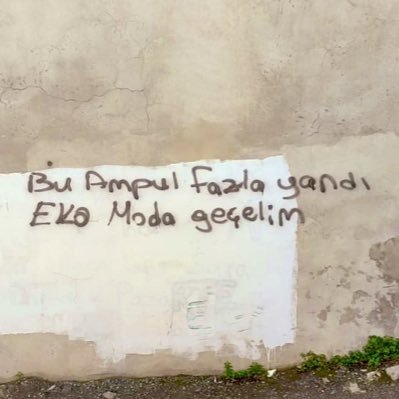 Bu Ampul fazla yandı
EKO Moda geçelim